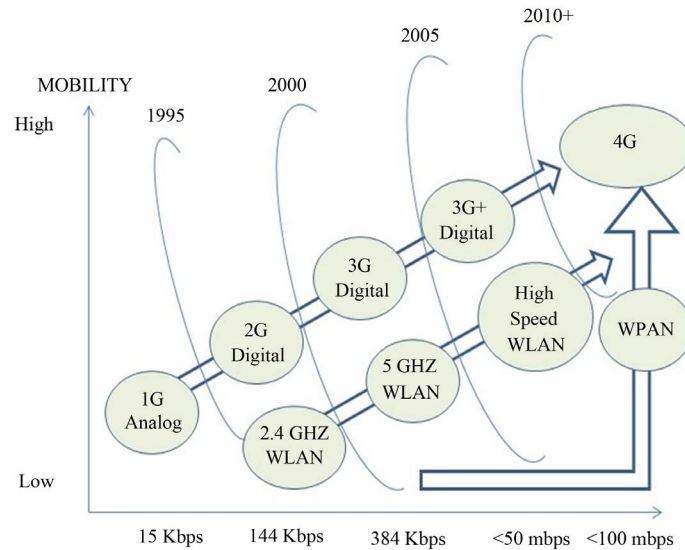 2010+
2005
2000
MOBILITY
1995
High
4G
3G+
Digital
3G
Digital
High
Speed
WLAN
2G
Digital
WPAN
5 GHZ
WLAN
1G
Analog
2.4 GHZ
WLAN
Low
15 Kbps
144 Kbps
384 Kbps
<50 mbps
<100 mbps